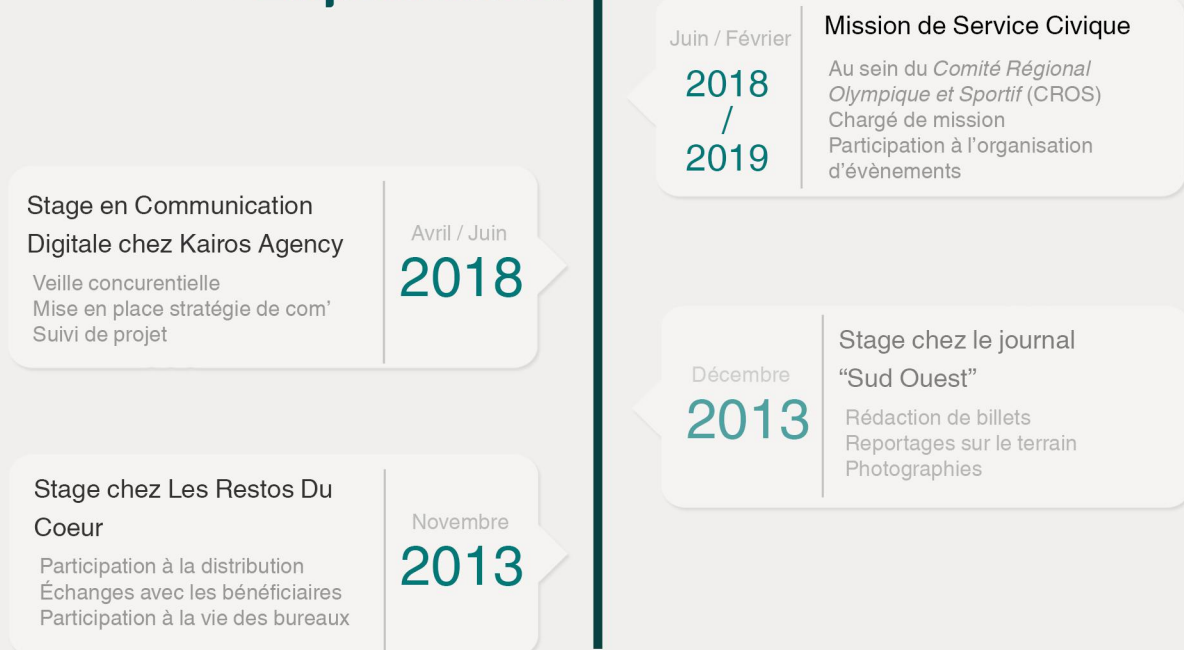 Juin / Février
2018
/
2019
Mission de Service Civique
Au sein du Comité Régional
Olympique et Sportif (CROS)
Chargé de mission
Participation à l'organisation
d'évènements
Stage en Communication
Digitale chez Kairos Agency
Veille concurentielle
Mise en place stratégie de com'
Suivi de projet
Avril / Juin
2018
Décembre
2013
Stage chez le journal
“Sud Ouest”
Rédaction de billets
Reportages sur le terrain
Photographies
Stage chez Les Restos Du
Coeur
Participation à la distribution
Échanges avec les bénéficiaires
Participation à la vie des bureaux
Novembre
2013